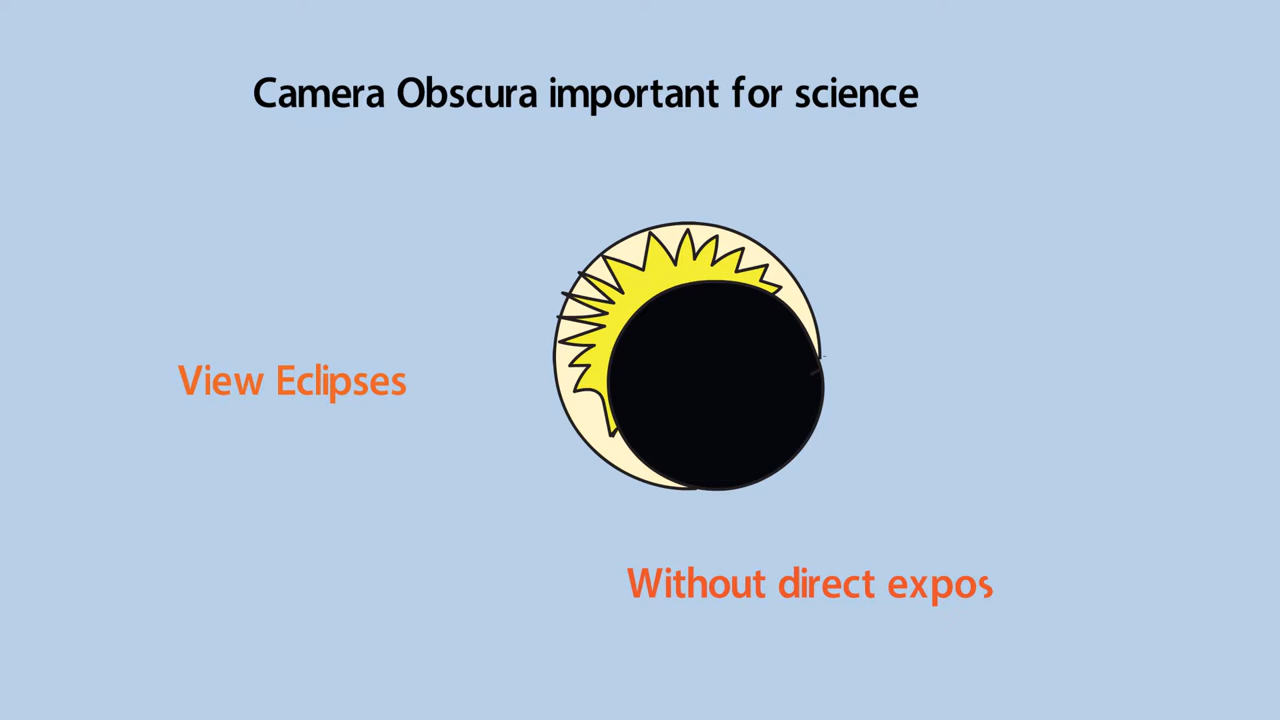 Camera Obscura important for science
View Eclipses
Without direct expos